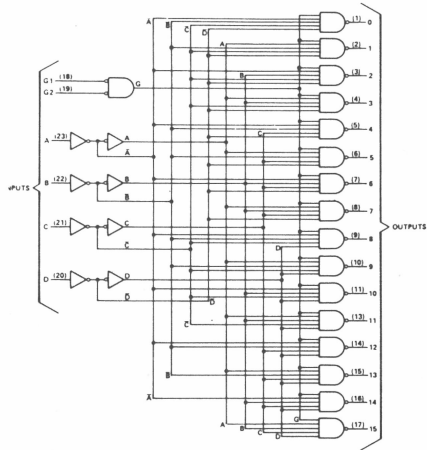 A̅
B̅
C̅
D̅
(1) 0
A
(2) 1
B
(3) 2
(4) 3
C
(5) 4
(6) 5
(7) 6
(8) 7
(9) 8
D
(10) 9
(11) 10
C̅
(13) 11
(14) 12
B̅
(15) 13
A̅
(16) 14
G
A
B
C
D
(17) 15
OUTPUTS
G1 (18)
G2 (19)
G
A (23)
A
A̅
B (22)
B
B̅
C (21)
C
C̅
D (20)
D
D̅
D̅
NPUTS